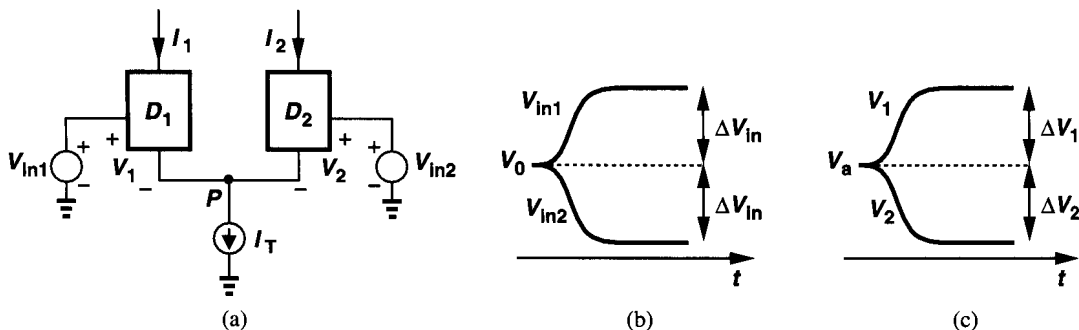 I1 I2
D1 D2
Vin1 + + V1 − − V2 + + Vin2
− −
P
IT
(a)
Vin1
V0
Vin2
ΔVin
ΔVin
t
(b)
V1
Va
V2
ΔV1
ΔV2
t
(c)